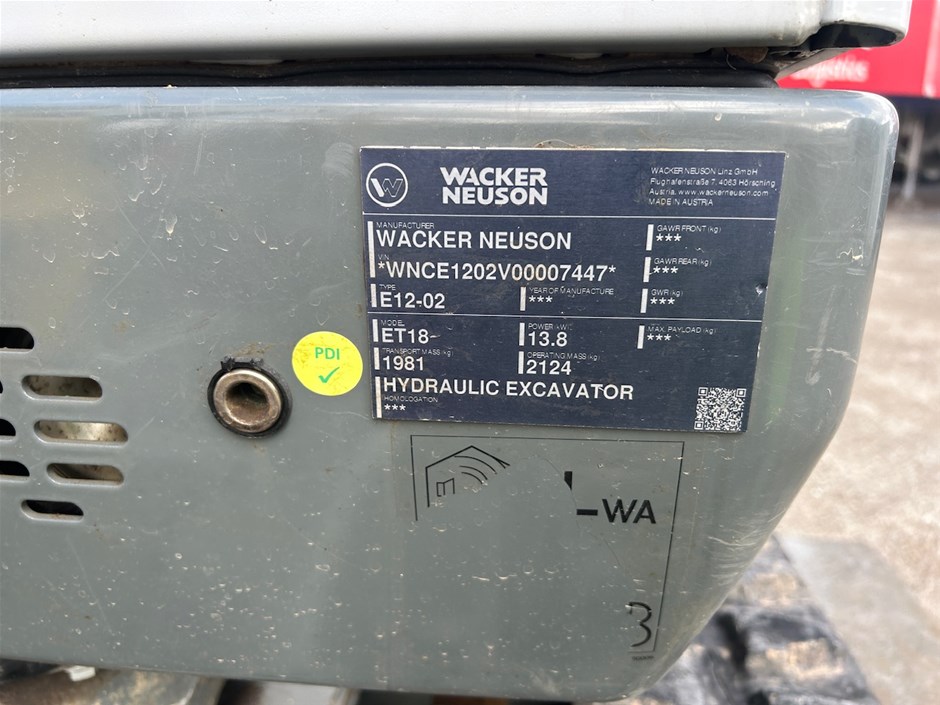 WACKER
NEUSON
WACKER NEUSON Linz GmbH
Flughafenstraße 7, 4063 Hörsching
Austria, www.wackerneuson.com
MADE IN AUSTRIA
MANUFACTURER
WACKER NEUSON
VIN
*WNCE1202V00007447*
TYPE
E12-02
YEAR OF MANUFACTURE
***
GAWR FRONT (kg)
***
GAWR REAR (kg)
***
GWR (kg)
***
MODEL
ET18
POWER (kW)
13.8
MAX. PAYLOAD (kg)
***
TRANSPORT MASS (kg)
1981
OPERATING MASS (kg)
2124
HYDRAULIC EXCAVATOR
HOMOLOGATION
***
PDI
WA
3